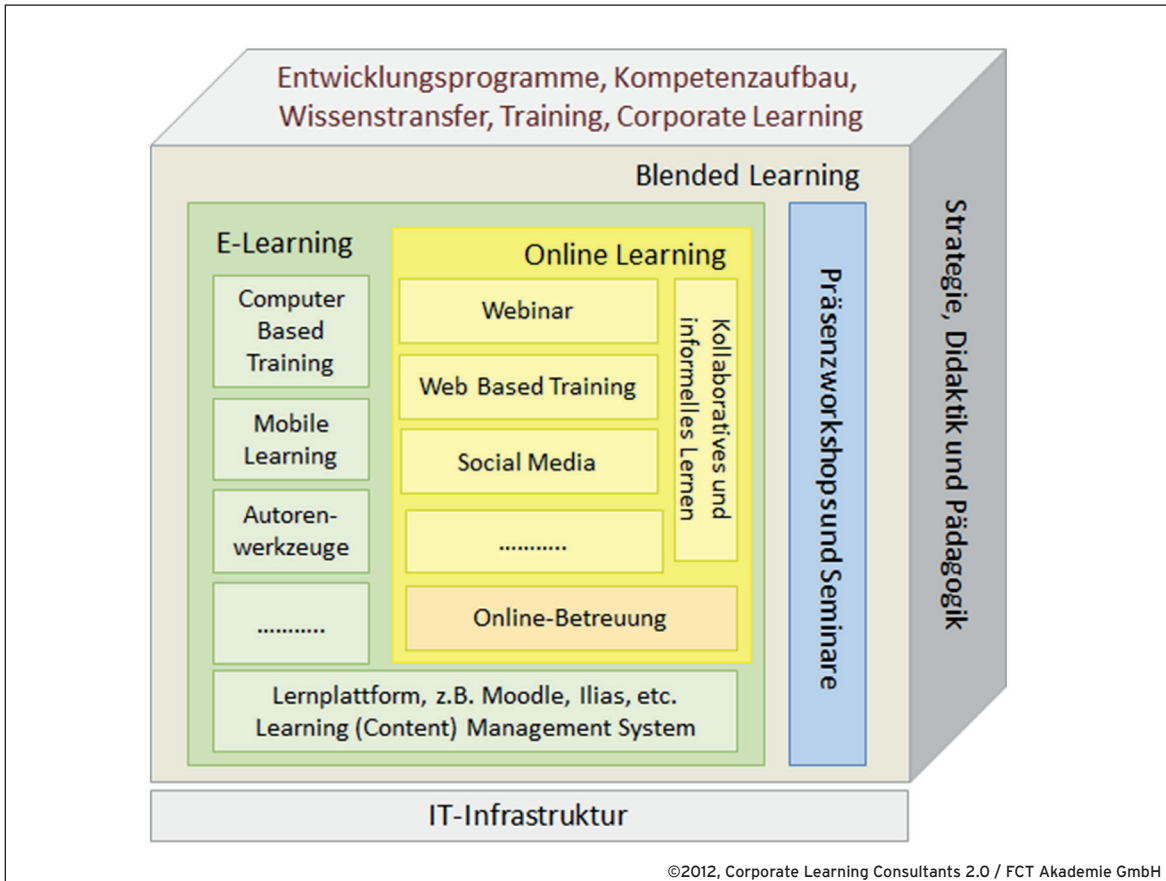 Entwicklungsprogramme, Kompetenzaufbau,
Wissenstransfer, Training, Corporate Learning
Blended Learning
E-Learning
Computer
Based
Training
Mobile
Learning
Autoren-
werkzeuge
...........
Online Learning
Webinar
Web Based Training
Social Media
...........
Kollaboratives und
informelles Lernen
Online-Betreuung
Lernplattform, z.B. Moodle, Ilias, etc.
Learning (Content) Management System
Präsenzworkshops und Seminare
Strategie, Didaktik und Pädagogik
IT-Infrastruktur
©2012, Corporate Learning Consultants 2.0 / FCT Akademie GmbH